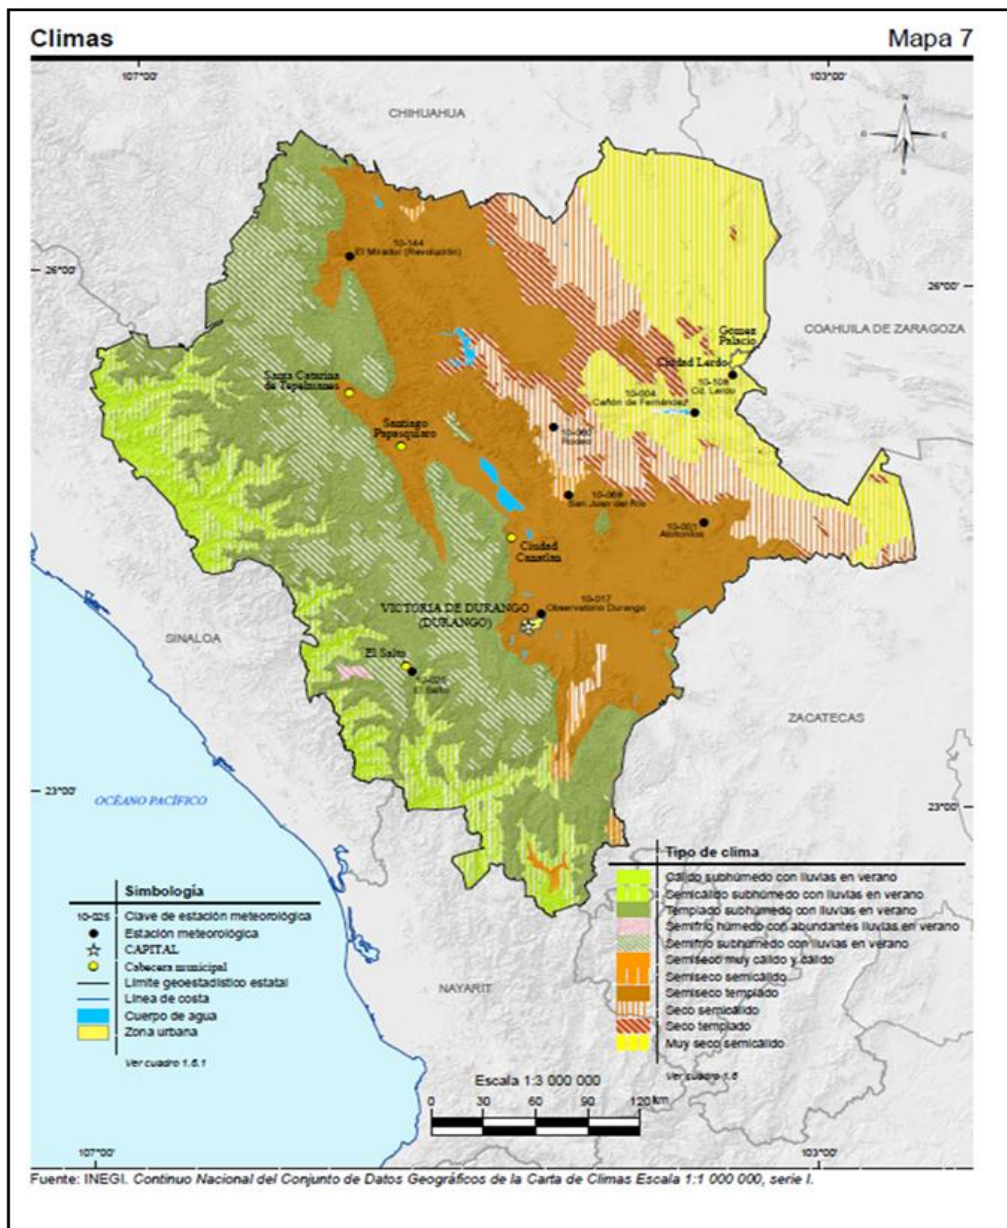 Climas
Mapa 7
107°00'
103°00'
CHIHUAHUA
N
E
S
10-144
El Mirador (Revolución)
26°00'
26°00'
COAHUILA DE ZARAGOZA
Gómez
Palacio
Ciudad Lerdo
10-108
Cd. Lerdo
10-004
Cañón de Fernández
Santa Catarina
de Tepehuanes
Santiago
Papasquiaro
Rodeo
10-068
San Juan del Río
Ciudad
Canatlán
10-017
Observatorio Durango
VICTORIA DE DURANGO
(DURANGO)
SINALOA
El Salto
El Salto
ZACATECAS
23°00'
23°00'
OCÉANO PACÍFICO
NAYARIT
Simbología
10-025 Clave de estación meteorológica
Estación meteorológica
CAPITAL
Cabecera municipal
Límite geoestadístico estatal
Línea de costa
Cuerpo de agua
Zona urbana
Ver cuadro 1.6.1
Tipo de clima
Cálido subhúmedo con lluvias en verano
Semicálido subhúmedo con lluvias en verano
Templado subhúmedo con lluvias en verano
Semifrío húmedo con abundantes lluvias en verano
Semifrío subhúmedo con lluvias en verano
Semiseco muy cálido y cálido
Semiseco semicálido
Semiseco templado
Seco semicálido
Seco templado
Muy seco semicálido
Ver cuadro 1.6
Escala 1:3 000 000
0 30 60 90 120 km
107°00'
103°00'
Fuente: INEGI. Continuo Nacional del Conjunto de Datos Geográficos de la Carta de Climas Escala 1:1 000 000, serie I.